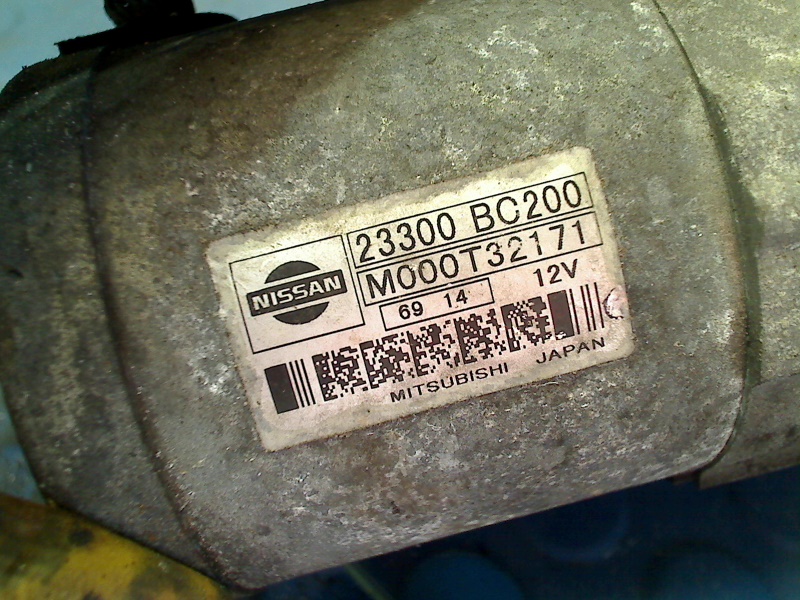 NISSAN
23300 BC200
M000T32171
69 14
12V
MITSUBISHI JAPAN